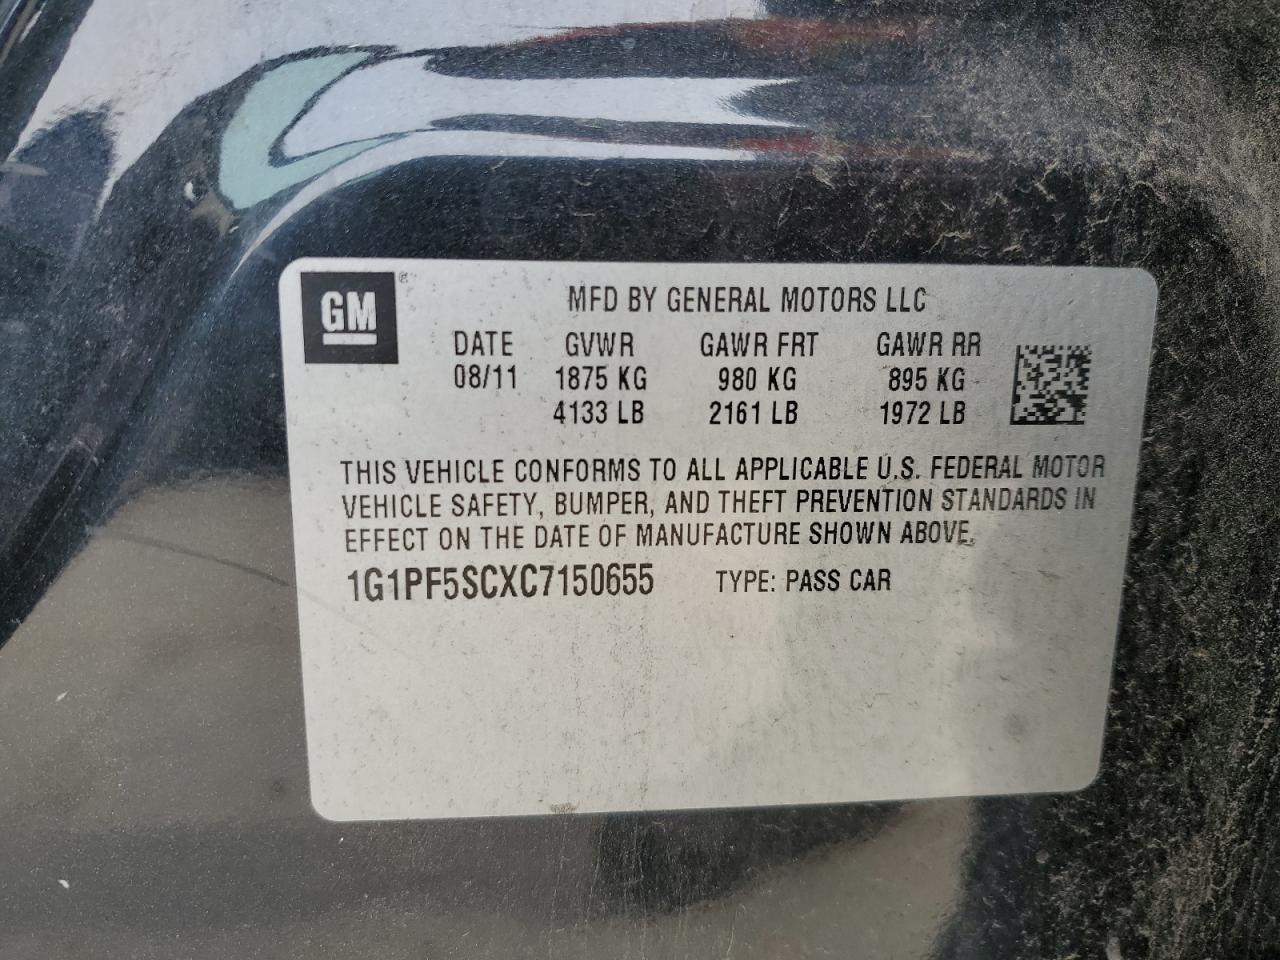 GM®
MFD BY GENERAL MOTORS LLC
DATE GVWR GAWR FRT GAWR RR
08/11 1875 KG 980 KG 895 KG
4133 LB 2161 LB 1972 LB
THIS VEHICLE CONFORMS TO ALL APPLICABLE U.S. FEDERAL MOTOR
VEHICLE SAFETY, BUMPER, AND THEFT PREVENTION STANDARDS IN
EFFECT ON THE DATE OF MANUFACTURE SHOWN ABOVE.
1G1PF5SCXC7150655 TYPE: PASS CAR